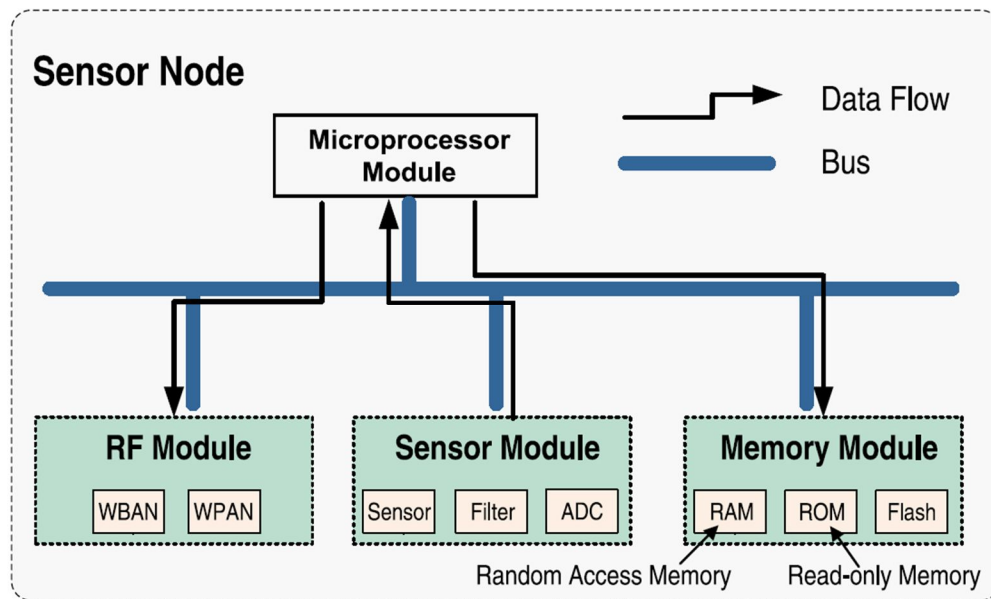 Sensor Node
Data Flow
Bus
Microprocessor
Module
RF Module
WBAN WPAN
Sensor Module
Sensor Filter ADC
Memory Module
RAM ROM Flash
Random Access Memory
Read-only Memory